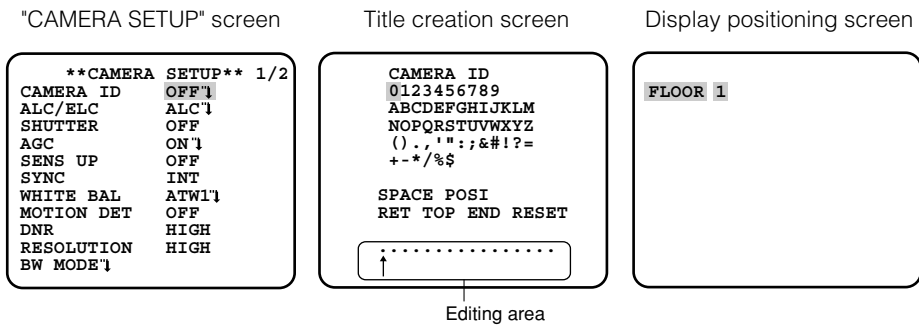 "CAMERA SETUP" screen
**CAMERA SETUP** 1/2
CAMERA ID OFF
ALC/ELC ALC
SHUTTER OFF
AGC ON
SENS UP OFF
SYNC INT
WHITE BAL ATW1
MOTION DET OFF
DNR HIGH
RESOLUTION HIGH
BW MODE
Title creation screen
CAMERA ID
0123456789
ABCDEFGHIJKLM
NOPQRSTUVWXYZ
().,'":;&#!?=
+-*/%$
SPACE POSI
RET TOP END RESET
................
Editing area
Display positioning screen
FLOOR 1